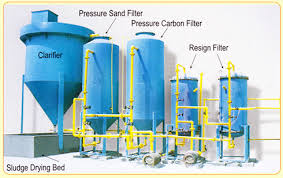 Pressure Sand Filter
Pressure Carbon Filter
Clarifier
Resign Filter
Sludge Drying Bed